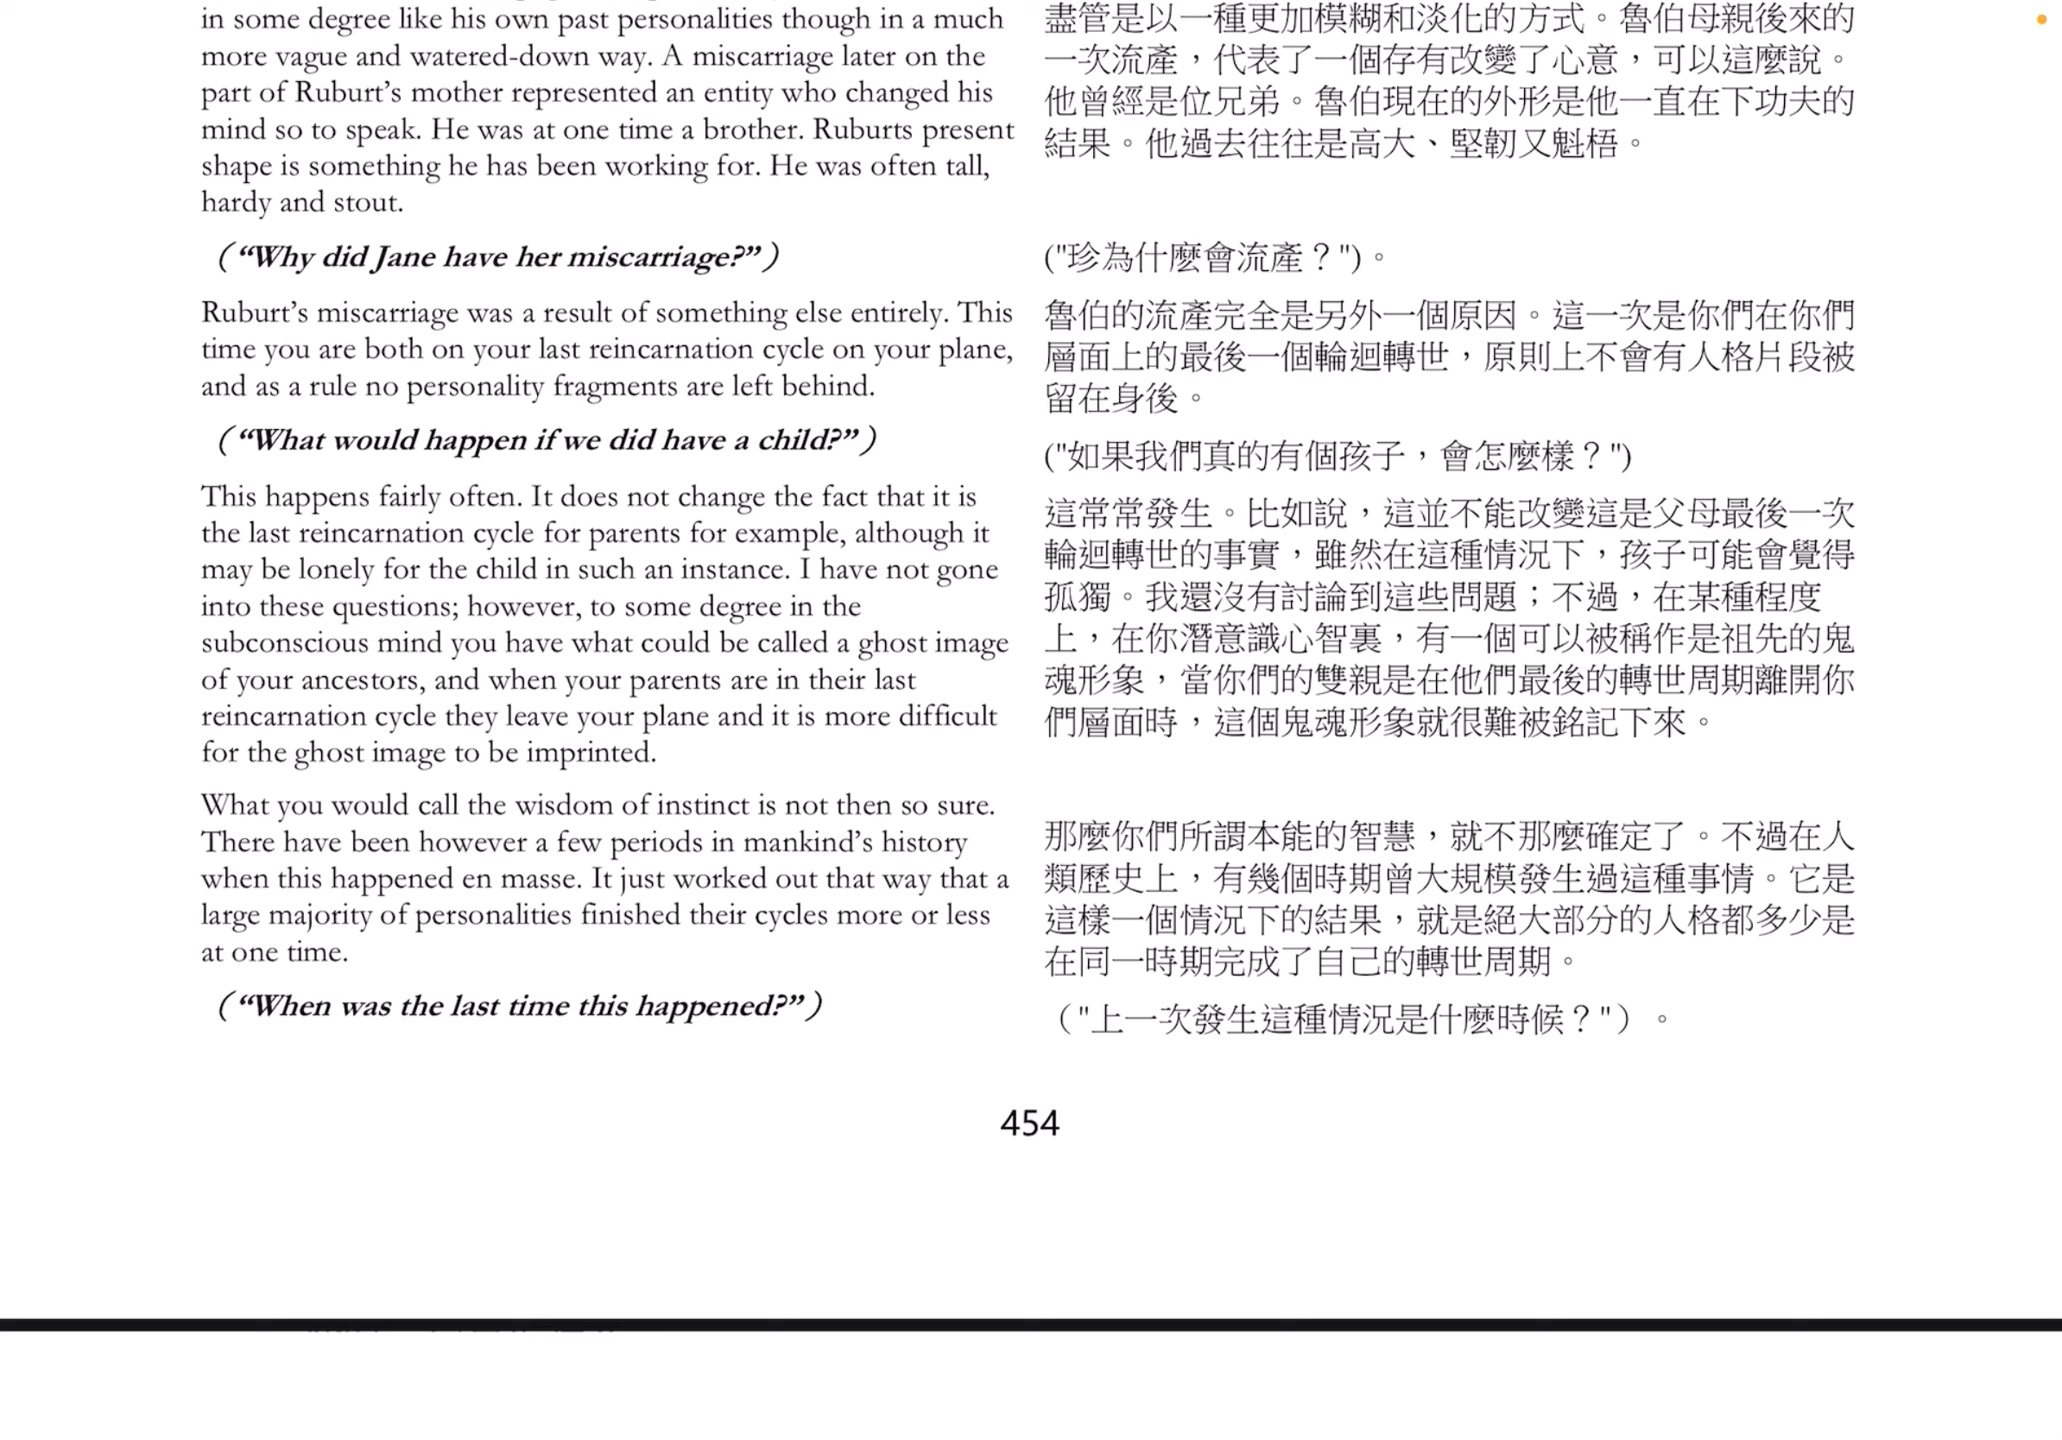 in some degree like his own past personalities though in a much
more vague and watered-down way. A miscarriage later on the
part of Ruburt’s mother represented an entity who changed his
mind so to speak. He was at one time a brother. Ruburts present
shape is something he has been working for. He was often tall,
hardy and stout.
（“Why did Jane have her miscarriage?”）
Ruburt’s miscarriage was a result of something else entirely. This
time you are both on your last reincarnation cycle on your plane,
and as a rule no personality fragments are left behind.
（“What would happen if we did have a child?”）
This happens fairly often. It does not change the fact that it is
the last reincarnation cycle for parents for example, although it
may be lonely for the child in such an instance. I have not gone
into these questions; however, to some degree in the
subconscious mind you have what could be called a ghost image
of your ancestors, and when your parents are in their last
reincarnation cycle they leave your plane and it is more difficult
for the ghost image to be imprinted.
What you would call the wisdom of instinct is not then so sure.
There have been however a few periods in mankind’s history
when this happened en masse. It just worked out that way that a
large majority of personalities finished their cycles more or less
at one time.
（“When was the last time this happened?”）
盡管是以一種更加模糊和淡化的方式。魯伯母親後來的
一次流產，代表了一個存有改變了心意，可以這麼說。
他曾經是位兄弟。魯伯現在的外形是他一直在下功夫的
結果。他過去往往是高大、堅韌又魁梧。
("珍為什麼會流產？")。
魯伯的流產完全是另外一個原因。這一次是你們在你們
層面上的最後一個輪迴轉世，原則上不會有人格片段被
留在身後。
("如果我們真的有個孩子，會怎麼樣？")
這常常發生。比如說，這並不能改變這是父母最後一次
輪迴轉世的事實，雖然在這種情況下，孩子可能會覺得
孤獨。我還沒有討論到這些問題；不過，在某種程度
上，在你潛意識心智裏，有一個可以被稱作是祖先的鬼
魂形象，當你們的雙親是在他們最後的轉世周期離開你
們層面時，這個鬼魂形象就很難被銘記下來。
那麼你們所謂本能的智慧，就不那麼確定了。不過在人
類歷史上，有幾個時期曾大規模發生過這種事情。它是
這樣一個情況下的結果，就是絕大部分的人格都多少是
在同一時期完成了自己的轉世周期。
（"上一次發生這種情況是什麼時候？"）。
454